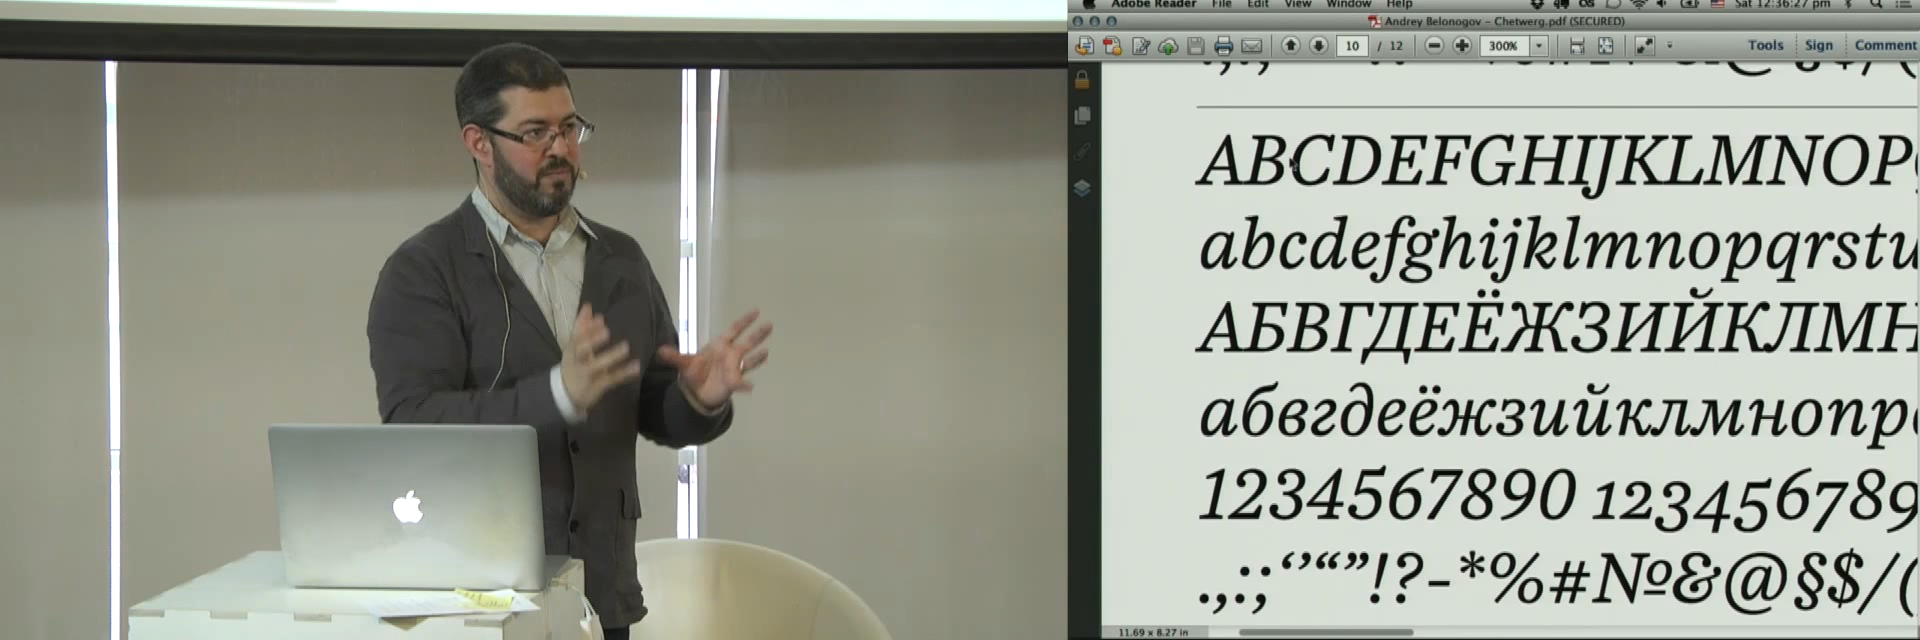 Adobe Reader File Edit View Window Help Sat 12:36:27 pm
Andrey Belonogov – Chetwerg.pdf (SECURED)
10 / 12 300% Tools Sign Comment
ABCDEFGHIJKLMNOP
abcdefghijklmnopqrstu
АБВГДЕЁЖЗИЙКЛМН
абвгдеёжзийклмнопр
1234567890 123456789
.,:;‘’“”!?-*%#№&@§$/(
11.69 x 8.27 in